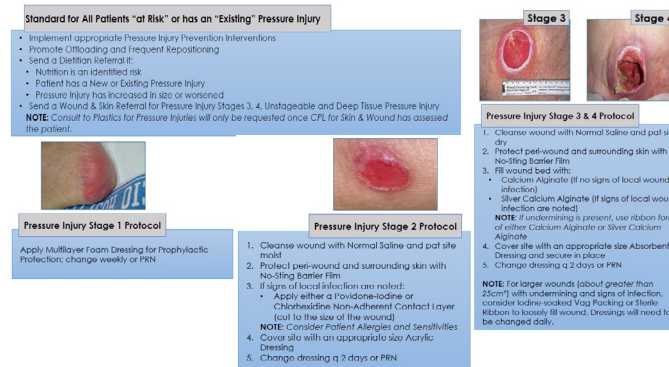 Standard for All Patients "at Risk" or has an "Existing" Pressure Injury
• Implement appropriate Pressure Injury Prevention Interventions
• Promote Offloading and Frequent Repositioning
• Send a Dietitian Referral if:
• Nutrition is an identified risk
• Patient has a New or Existing Pressure Injury
• Pressure Injury has increased in size or worsened
• Send a Wound & Skin Referral for Pressure Injury Stages 3, 4, Unstageable and Deep Tissue Pressure Injury
NOTE: Consult to Plastics for Pressure Injuries will only be requested once CPL for Skin & Wound has assessed
the patient.
Pressure Injury Stage 1 Protocol
Apply Multilayer Foam Dressing for Prophylactic
Protection; change weekly or PRN
Pressure Injury Stage 2 Protocol
1. Cleanse wound with Normal Saline and pat site
moist
2. Protect peri-wound and surrounding skin with
No-Sting Barrier Film
3. If signs of local infection are noted:
• Apply either a Povidone-Iodine or
Chlorhexidine Non-Adherent Contact Layer
(cut to the size of the wound)
NOTE: Consider Patient Allergies and Sensitivities
4. Cover site with an appropriate size Acrylic
Dressing
5. Change dressing q 2 days or PRN
Stage 3
Stage 4
Pressure Injury Stage 3 & 4 Protocol
1. Cleanse wound with Normal Saline and pat
dry
2. Protect peri-wound and surrounding skin with
No-Sting Barrier Film
3. Fill wound bed with:
• Calcium Alginate (if no signs of local wound
infection)
• Silver Calcium Alginate (if signs of local
infection are noted)
NOTE: If undermining is present, use ribbon
of either Calcium Alginate or Silver Calcium
Alginate
4. Cover site with an appropriate size Absorbent
Dressing and secure in place
5. Change dressing q 2 days or PRN
NOTE: For larger wounds (about greater than
25cm²) with undermining and signs of infection,
consider Iodine-soaked Vag Packing or Sterile
Ribbon to loosely fill wound. Dressings will need to
be changed daily.